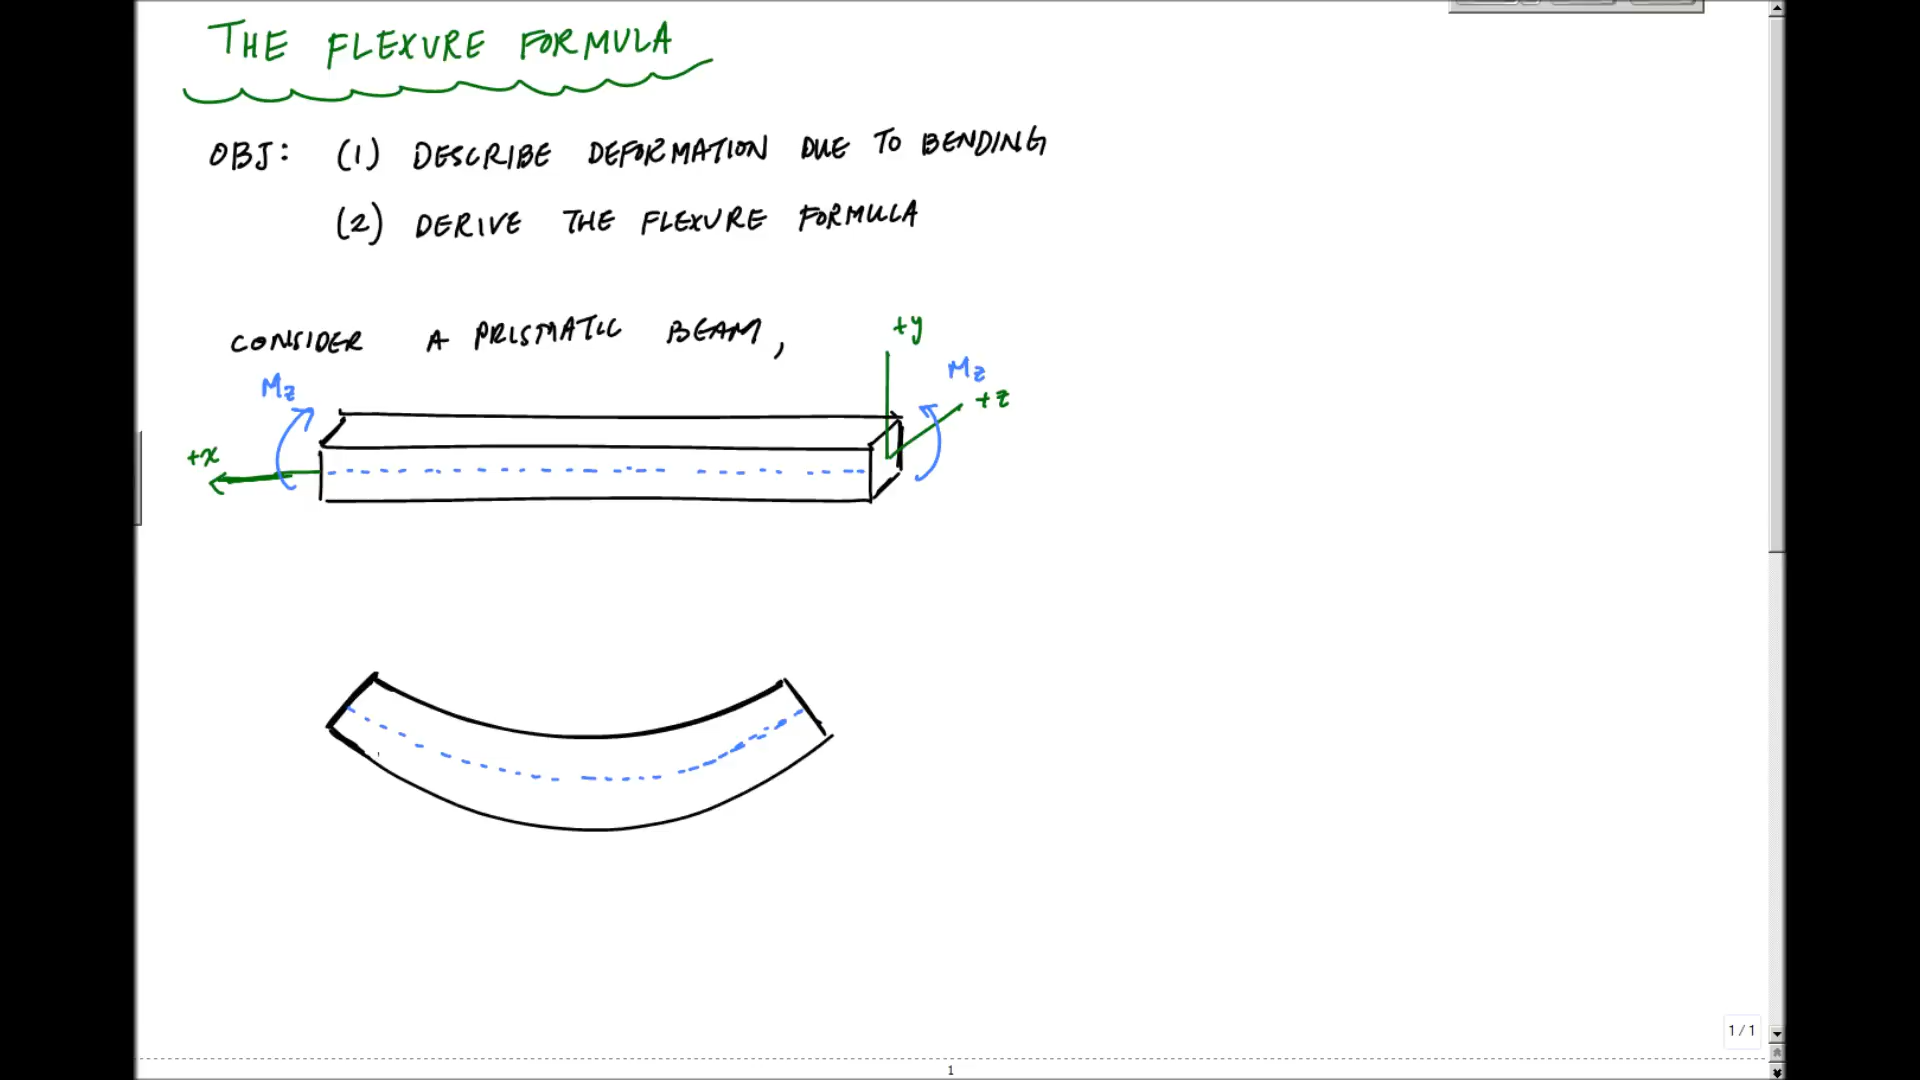 THE FLEXURE FORMULA
OBJ: (1) DESCRIBE DEFORMATION DUE TO BENDING
(2) DERIVE THE FLEXURE FORMULA
CONSIDER A PRISMATIC BEAM,
+y
Mz
Mz
+z
+x
1 / 1
1